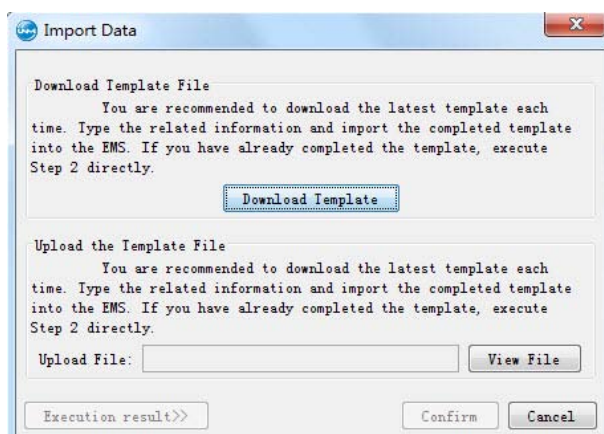 Import Data
Download Template File
You are recommended to download the latest template each
time. Type the related information and import the completed template
into the EMS. If you have already completed the template, execute
Step 2 directly.
Download Template
Upload the Template File
You are recommended to download the latest template each
time. Type the related information and import the completed template
into the EMS. If you have already completed the template, execute
Step 2 directly.
Upload File:
View File
Execution result>>
Confirm
Cancel